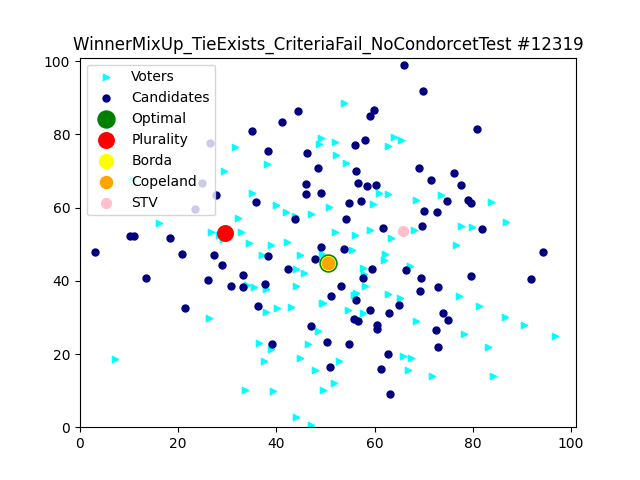 WinnerMixUp_TieExists_CriteriaFail_NoCondorcetTest #12319
100
80
60
40
20
0
0 20 40 60 80 100
Voters
Candidates
Optimal
Plurality
Borda
Copeland
STV